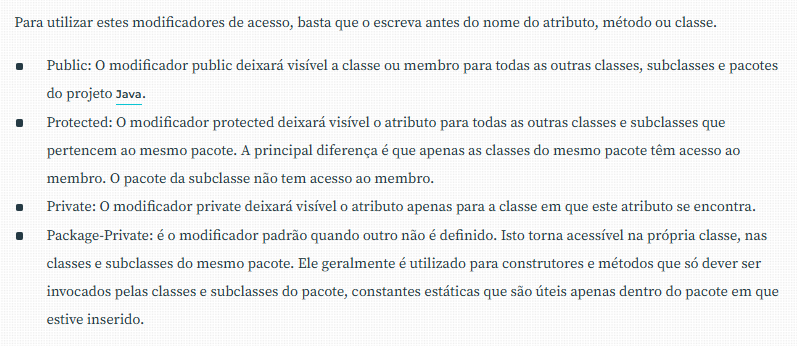 Para utilizar estes modificadores de acesso, basta que o escreva antes do nome do atributo, método ou classe.
Public: O modificador public deixará visível a classe ou membro para todas as outras classes, subclasses e pacotes
do projeto Java.
Protected: O modificador protected deixará visível o atributo para todas as outras classes e subclasses que
pertencem ao mesmo pacote. A principal diferença é que apenas as classes do mesmo pacote têm acesso ao
membro. O pacote da subclasse não tem acesso ao membro.
Private: O modificador private deixará visível o atributo apenas para a classe em que este atributo se encontra.
Package-Private: é o modificador padrão quando outro não é definido. Isto torna acessível na própria classe, nas
classes e subclasses do mesmo pacote. Ele geralmente é utilizado para construtores e métodos que só dever ser
invocados pelas classes e subclasses do pacote, constantes estáticas que são úteis apenas dentro do pacote em que
estive inserido.